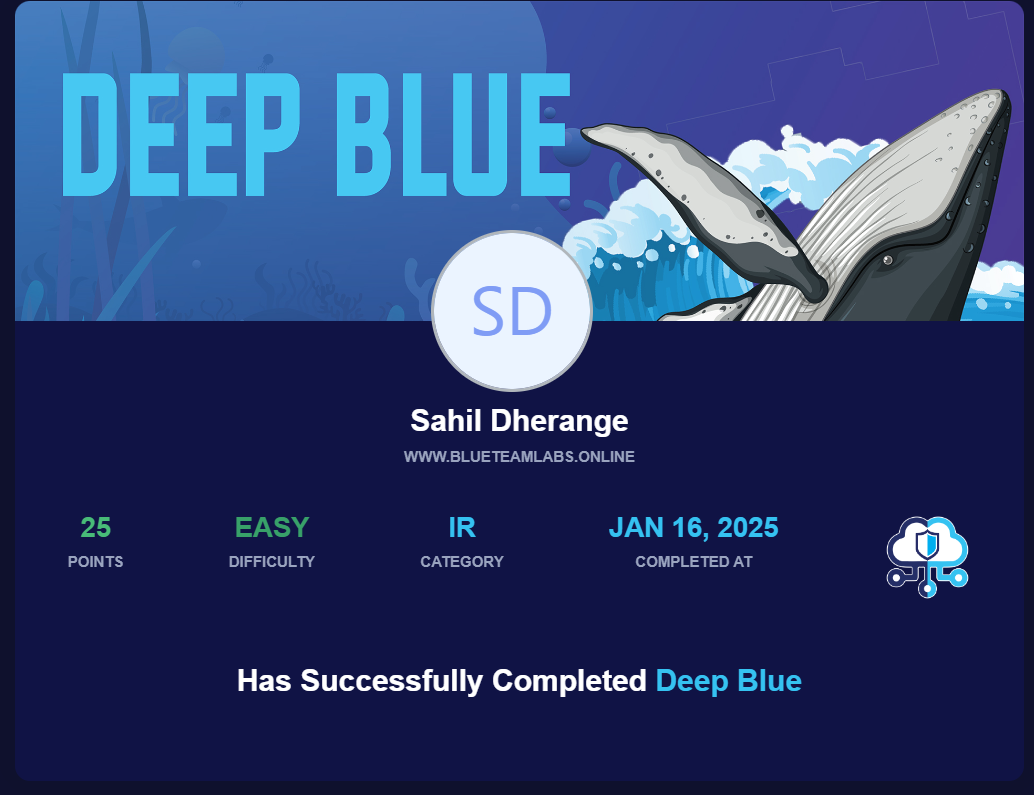 DEEP BLUE
SD
Sahil Dherange
WWW.BLUETEAMLABS.ONLINE
25 EASY IR JAN 16, 2025
POINTS DIFFICULTY CATEGORY COMPLETED AT
Has Successfully Completed Deep Blue